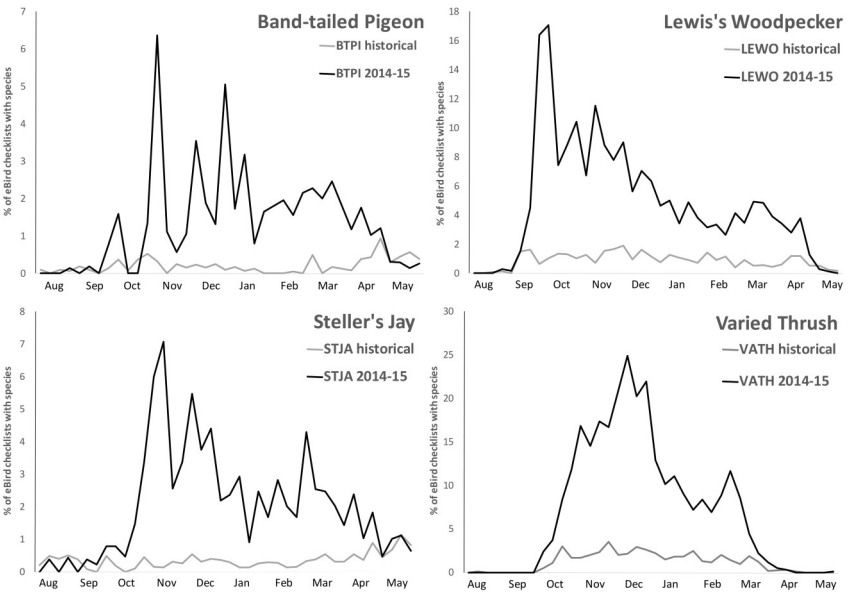 Band-tailed Pigeon
BTPI historical
BTPI 2014-15
% of eBird checklists with species
7
6
5
4
3
2
1
0
Aug Sep Oct Nov Dec Jan Feb Mar Apr May
Lewis's Woodpecker
LEWO historical
LEWO 2014-15
% of eBird checklists with species
18
16
14
12
10
8
6
4
2
0
Aug Sep Oct Nov Dec Jan Feb Mar Apr May
Steller's Jay
STJA historical
STJA 2014-15
% of eBird checklists with species
8
7
6
5
4
3
2
1
0
Aug Sep Oct Nov Dec Jan Feb Mar Apr May
Varied Thrush
VATH historical
VATH 2014-15
% of eBird checklists with species
30
25
20
15
10
5
0
Aug Sep Oct Nov Dec Jan Feb Mar Apr May